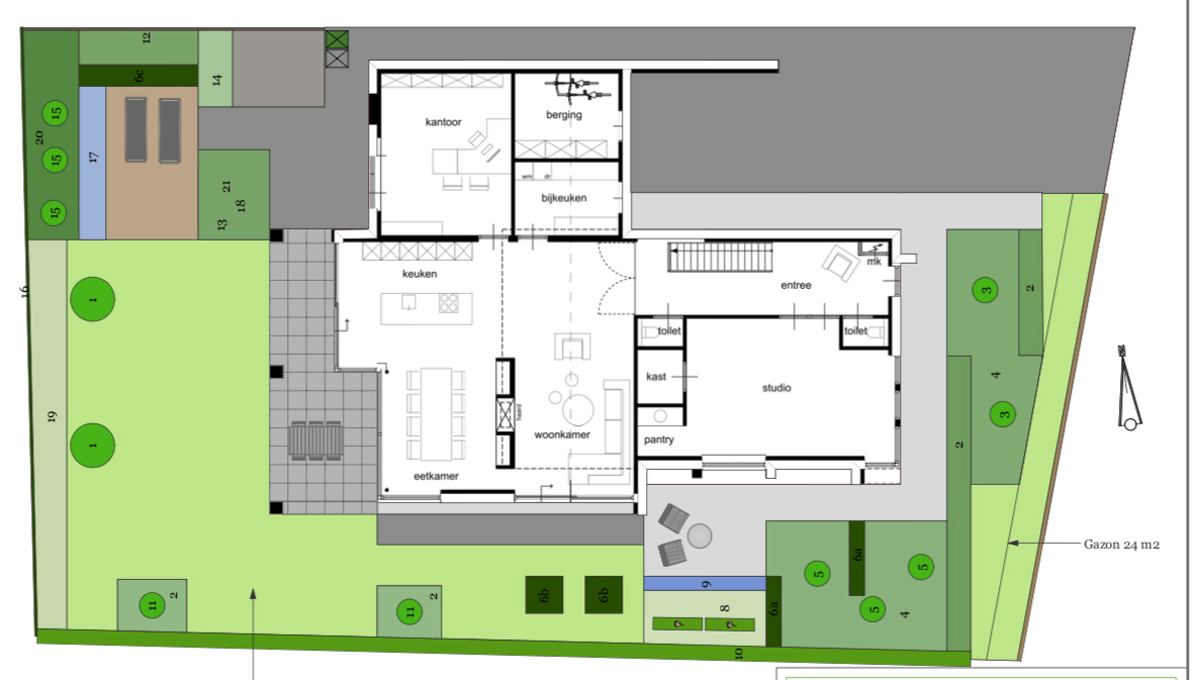 12
6c
14
15
20
15
17
15
21
18
13
kantoor
berging
wm
dr
bijkeuken
keuken
mk
entree
16
1
3
2
toilet
toilet
kast
studio
4
3
19
1
haard
woonkamer
pantry
2
eetkamer
Gazon 24 m2
11
2
11
2
6b
6b
9
8
6a
5
6a
5
5
4
10